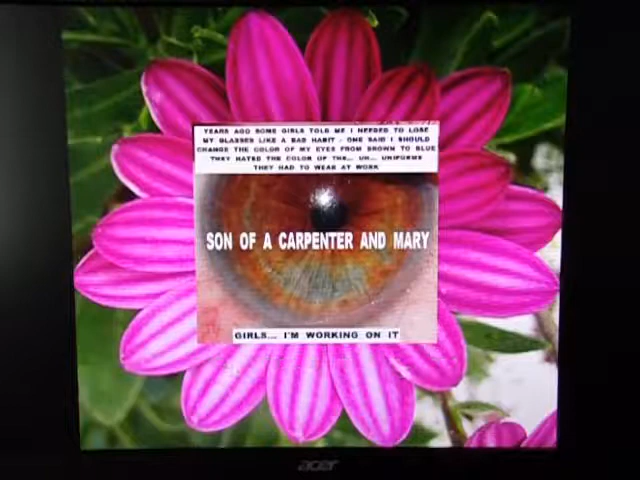 YEARS AGO SOME GIRLS TOLD ME I NEEDED TO LOSE
MY GLASSES LIKE A BAD HABIT - ONE SAID I SHOULD
CHANGE THE COLOR OF MY EYES FROM BROWN TO BLUE
THEY HATED THE COLOR OF THE... UH... UNIFORMS
THEY HAD TO WEAR AT WORK
SON OF A CARPENTER AND MARY
GIRLS... I'M WORKING ON IT
acer